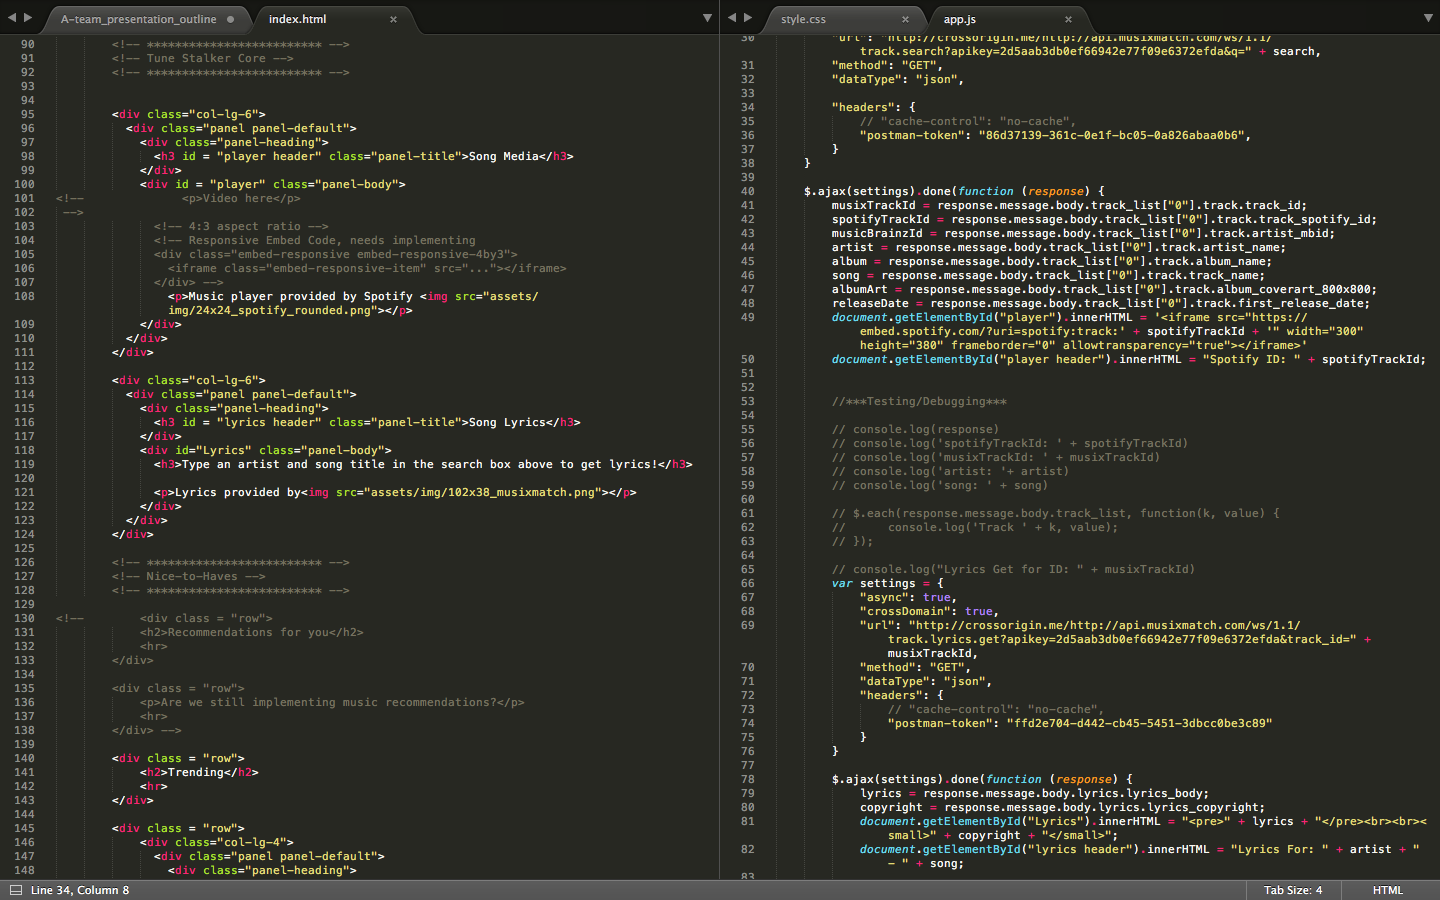 A-team_presentation_outline
index.html
90 <!-- ************************* -->
91 <!-- Tune Stalker Core -->
92 <!-- ************************* -->
93
94
95 <div class="col-lg-6">
96 <div class="panel panel-default">
97 <div class="panel-heading">
98 <h3 id = "player header" class="panel-title">Song Media</h3>
99 </div>
100 <div id = "player" class="panel-body">
101 <!-- <p>Video here</p>
102 -->
103 <!-- 4:3 aspect ratio -->
104 <!-- Responsive Embed Code, needs implementing
105 <div class="embed-responsive embed-responsive-4by3">
106 <iframe class="embed-responsive-item" src="..."></iframe>
107 </div> -->
108 <p>Music player provided by Spotify <img src="assets/
img/24x24_spotify_rounded.png"></p>
109 </div>
110 </div>
111 </div>
112
113 <div class="col-lg-6">
114 <div class="panel panel-default">
115 <div class="panel-heading">
116 <h3 id = "lyrics header" class="panel-title">Song Lyrics</h3>
117 </div>
118 <div id="Lyrics" class="panel-body">
119 <h3>Type an artist and song title in the search box above to get lyrics!</h3>
120
121 <p>Lyrics provided by<img src="assets/img/102x38_musixmatch.png"></p>
122 </div>
123 </div>
124 </div>
125
126 <!-- ************************* -->
127 <!-- Nice-to-Haves -->
128 <!-- ************************* -->
129
130 <!-- <div class = "row">
131 <h2>Recommendations for you</h2>
132 <hr>
133 </div>
134
135 <div class = "row">
136 <p>Are we still implementing music recommendations?</p>
137 <hr>
138 </div> -->
139
140 <div class = "row">
141 <h2>Trending</h2>
142 <hr>
143 </div>
144
145 <div class = "row">
146 <div class="col-lg-4">
147 <div class="panel panel-default">
148 <div class="panel-heading">
style.css
app.js
30 "url": "http://crossorigin.me/http://api.musixmatch.com/ws/1.1/
track.search?apikey=2d5aab3db0ef66942e77f09e6372efda&q=" + search,
31 "method": "GET",
32 "dataType": "json",
33
34 "headers": {
35 // "cache-control": "no-cache",
36 "postman-token": "86d37139-361c-0e1f-bc05-0a826abaa0b6",
37 }
38 }
39
40 $.ajax(settings).done(function (response) {
41 musixTrackId = response.message.body.track_list["0"].track.track_id;
42 spotifyTrackId = response.message.body.track_list["0"].track.track_spotify_id;
43 musicBrainzId = response.message.body.track_list["0"].track.artist_mbid;
44 artist = response.message.body.track_list["0"].track.artist_name;
45 album = response.message.body.track_list["0"].track.album_name;
46 song = response.message.body.track_list["0"].track.track_name;
47 albumArt = response.message.body.track_list["0"].track.album_coverart_800x800;
48 releaseDate = response.message.body.track_list["0"].track.first_release_date;
49 document.getElementById("player").innerHTML = '<iframe src="https://
embed.spotify.com/?uri=spotify:track:' + spotifyTrackId + '" width="300"
height="380" frameborder="0" allowtransparency="true"></iframe>'
50 document.getElementById("player header").innerHTML = "Spotify ID: " + spotifyTrackId;
51
52
53 //***Testing/Debugging***
54
55 // console.log(response)
56 // console.log('spotifyTrackId: ' + spotifyTrackId)
57 // console.log('musixTrackId: ' + musixTrackId)
58 // console.log('artist: '+ artist)
59 // console.log('song: ' + song)
60
61 // $.each(response.message.body.track_list, function(k, value) {
62 // console.log('Track ' + k, value);
63 // });
64
65 // console.log("Lyrics Get for ID: " + musixTrackId)
66 var settings = {
67 "async": true,
68 "crossDomain": true,
69 "url": "http://crossorigin.me/http://api.musixmatch.com/ws/1.1/
track.lyrics.get?apikey=2d5aab3db0ef66942e77f09e6372efda&track_id=" +
musixTrackId,
70 "method": "GET",
71 "dataType": "json",
72 "headers": {
73 // "cache-control": "no-cache",
74 "postman-token": "ffd2e704-d442-cb45-5451-3dbcc0be3c89"
75 }
76 }
77
78 $.ajax(settings).done(function (response) {
79 lyrics = response.message.body.lyrics.lyrics_body;
80 copyright = response.message.body.lyrics.lyrics_copyright;
81 document.getElementById("Lyrics").innerHTML = "<pre>" + lyrics + "</pre><br><br><
small>" + copyright + "</small>";
82 document.getElementById("lyrics header").innerHTML = "Lyrics For: " + artist + "
- " + song;
83
Line 34, Column 8
Tab Size: 4
HTML